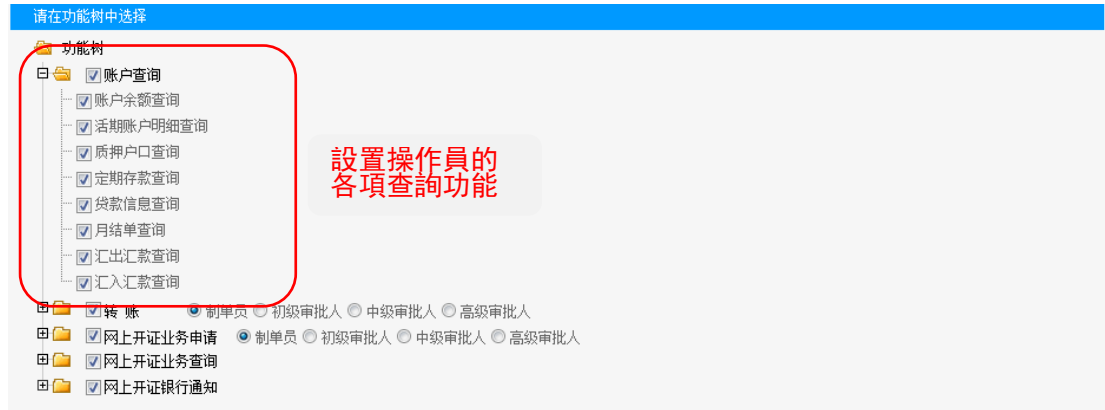 请在功能树中选择
功能树
账户查询
账户余额查询
活期账户明细查询
质押户口查询
設置操作員的
各項查詢功能
定期存款查询
贷款信息查询
月结单查询
汇出汇款查询
汇入汇款查询
转 账 制单员 初级审批人 中级审批人 高级审批人
网上开证业务申请 制单员 初级审批人 中级审批人 高级审批人
网上开证业务查询
网上开证银行通知